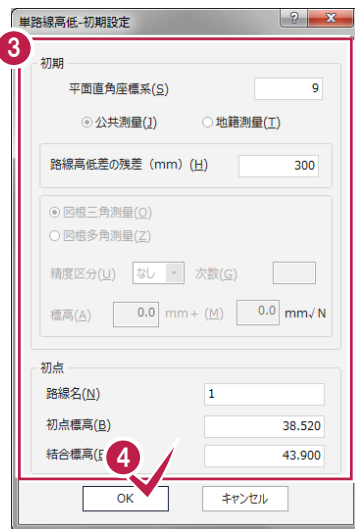 単路線高低-初期設定
3
初期
平面直角座標系(S) 9
公共測量(J) 地籍測量(T)
路線高低差の残差 (mm) (H) 300
図根三角測量(O)
図根多角測量(Z)
精度区分(U) なし 次数(G)
標高(A) 0.0 mm+ (M) 0.0 mm√N
初点
路線名(N) 1
初点標高(B) 38.520
結合標高( 43.900
4
OK キャンセル